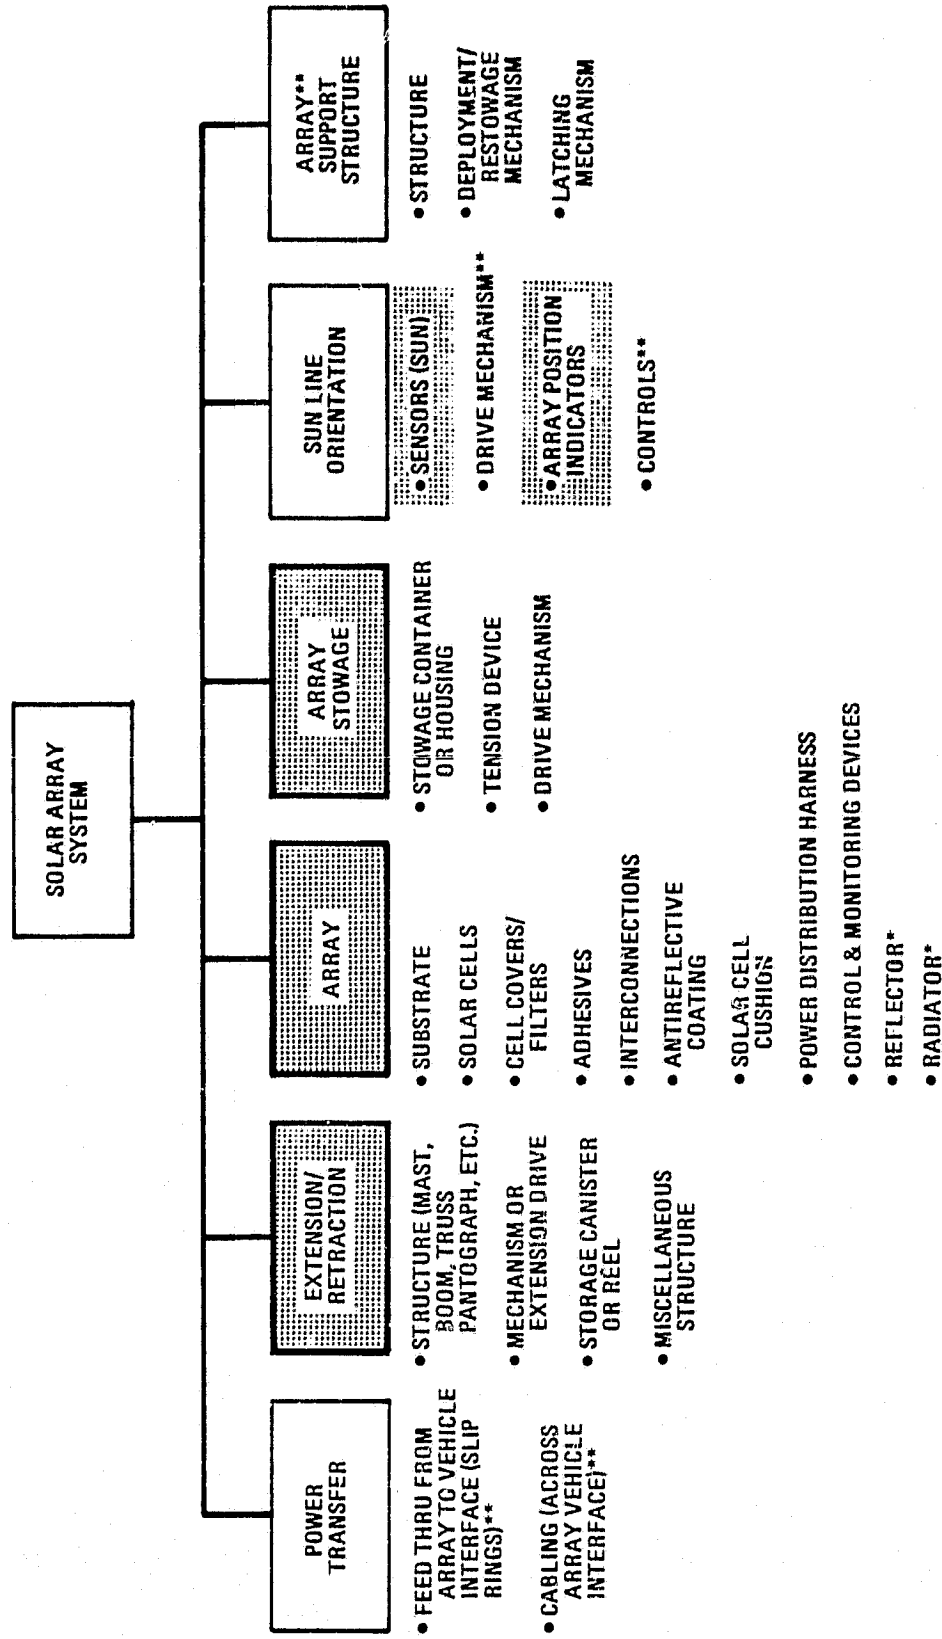 SOLAR ARRAY
SYSTEM
POWER
TRANSFER
• FEED THRU FROM
ARRAY TO VEHICLE
INTERFACE (SLIP
RINGS)**
• CABLING (ACROSS
ARRAY VEHICLE
INTERFACE)**
EXTENSION/
RETRACTION
• STRUCTURE (MAST,
BOOM, TRUSS
PANTOGRAPH, ETC.)
• MECHANISM OR
EXTENSION DRIVE
• STORAGE CANISTER
OR REEL
• MISCELLANEOUS
STRUCTURE
ARRAY
• SUBSTRATE
• SOLAR CELLS
• CELL COVERS/
FILTERS
• ADHESIVES
• INTERCONNECTIONS
• ANTIREFLECTIVE
COATING
• SOLAR CELL
CUSHION
• POWER DISTRIBUTION HARNESS
• CONTROL & MONITORING DEVICES
• REFLECTOR*
• RADIATOR*
ARRAY
STOWAGE
• STOWAGE CONTAINER
OR HOUSING
• TENSION DEVICE
• DRIVE MECHANISM
SUN LINE
ORIENTATION
• SENSORS (SUN)
• DRIVE MECHANISM**
• ARRAY POSITION
INDICATORS
• CONTROLS**
ARRAY**
SUPPORT
STRUCTURE
• STRUCTURE
• DEPLOYMENT/
RESTOWAGE
MECHANISM
• LATCHING
MECHANISM